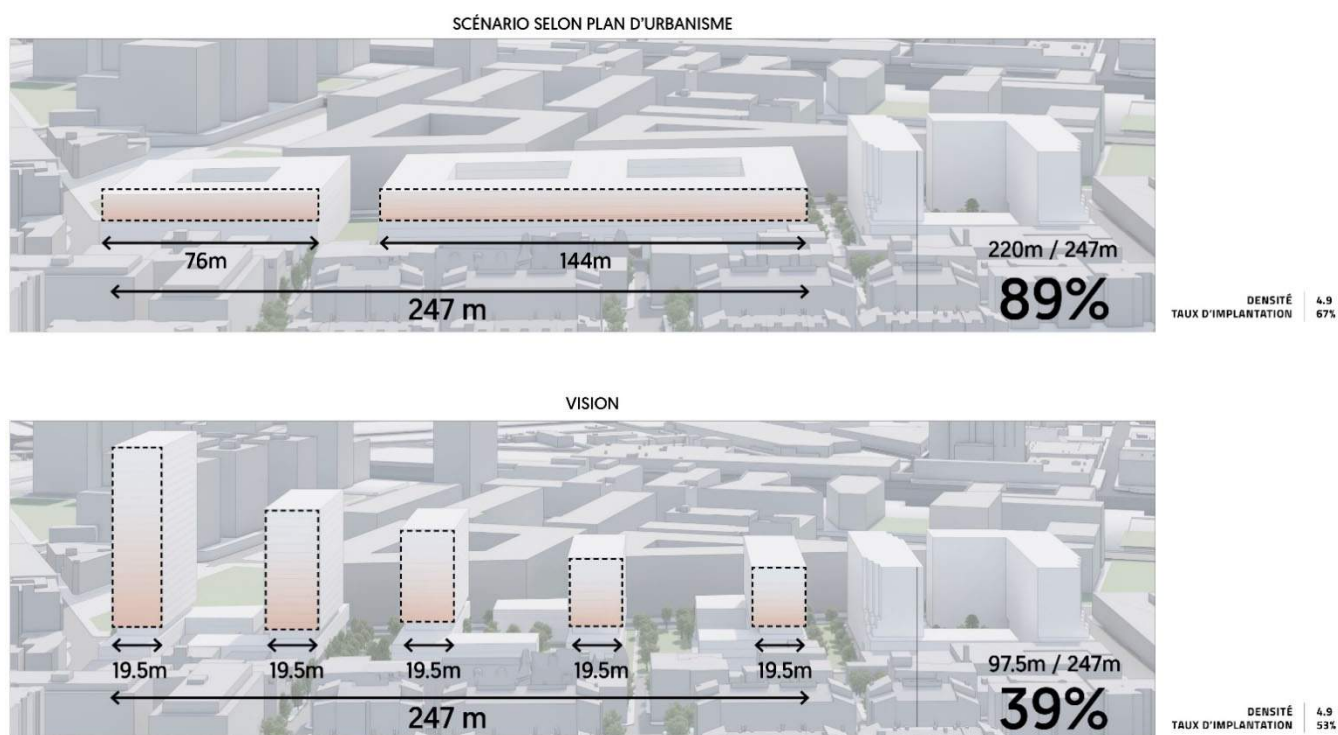 SCÉNARIO SELON PLAN D'URBANISME
76m
144m
247 m
220m / 247m
89%
DENSITÉ 4.9
TAUX D'IMPLANTATION 67%
VISION
19.5m 19.5m 19.5m 19.5m 19.5m
247 m
97.5m / 247m
39%
DENSITÉ 4.9
TAUX D'IMPLANTATION 53%